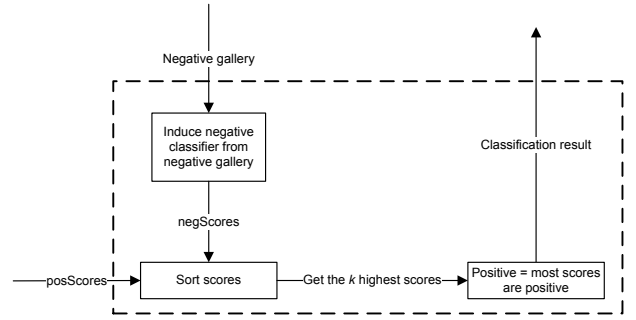 Negative gallery
Induce negative
classifier from
negative gallery
Classification result
negScores
posScores
Sort scores
Get the k highest scores
Positive = most scores
are positive